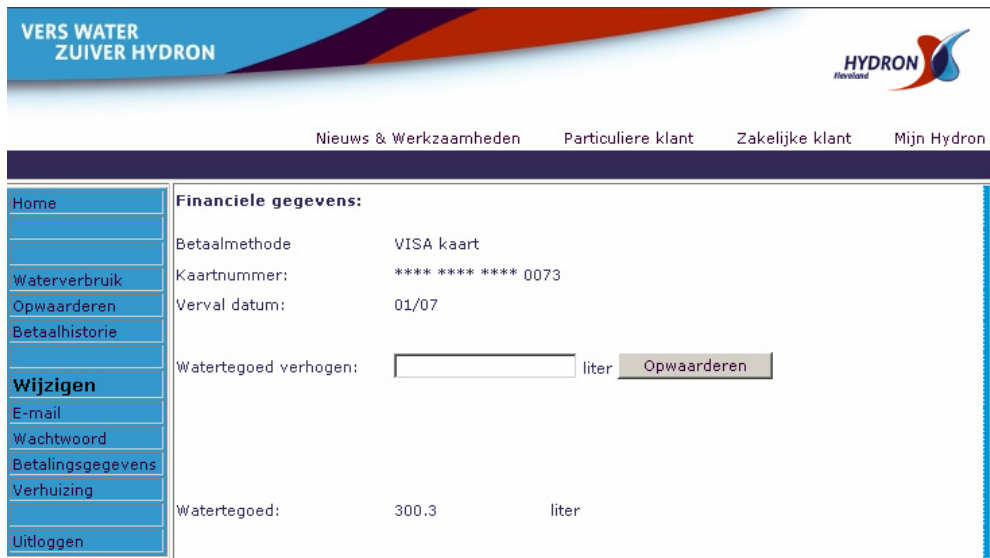 VERS WATER
ZUIVER HYDRON
HYDRON
Flevoland
Nieuws & Werkzaamheden Particuliere klant Zakelijke klant Mijn Hydron
Home
Waterverbruik
Opwaarderen
Betaalhistorie
Wijzigen
E-mail
Wachtwoord
Betalingsgegevens
Verhuizing
Uitloggen
Financiele gegevens:
Betaalmethode VISA kaart
Kaartnummer: **** **** **** 0073
Verval datum: 01/07
Watertegoed verhogen: liter Opwaarderen
Watertegoed: 300.3 liter